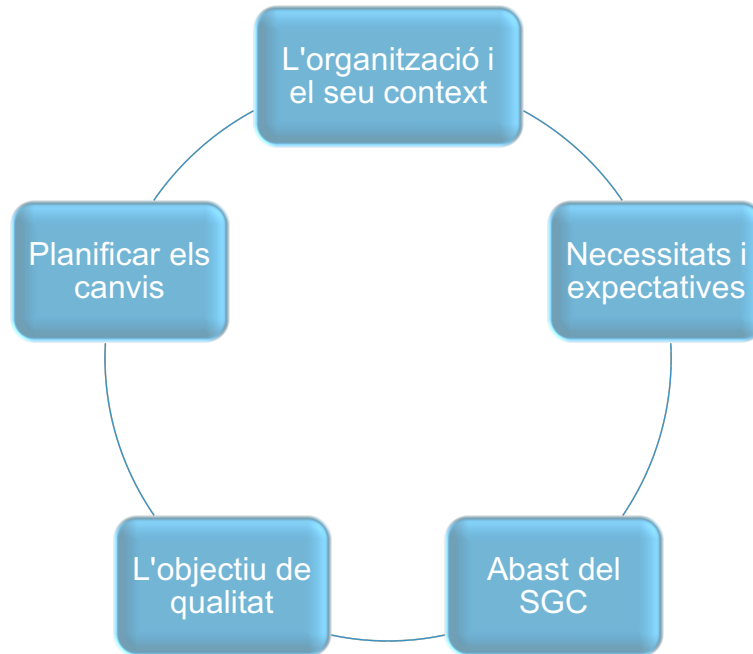 L'organització i
el seu context
Necessitats i
expectatives
Abast del
SGC
L'objectiu de
qualitat
Planificar els
canvis